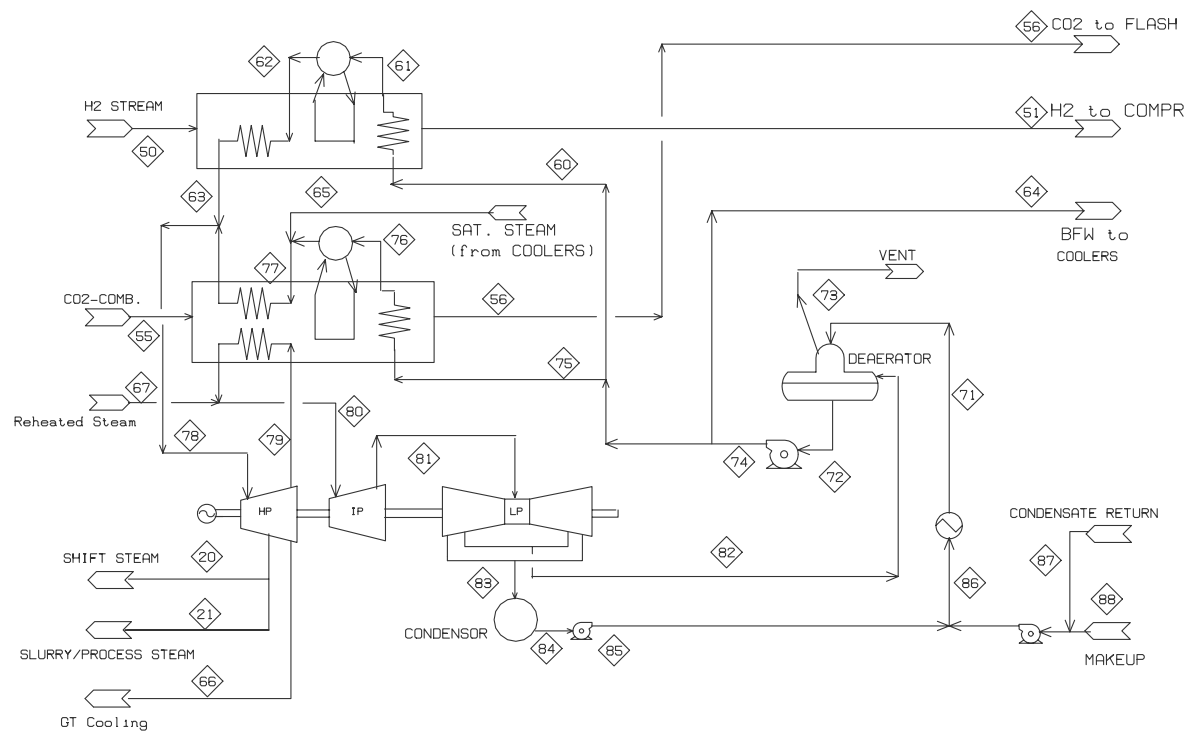 56 CO2 to FLASH
62
61
H2 STREAM
51 H2 to COMPR
50
60
63
65
64
SAT. STEAM
(from COOLERS)
76
BFW to
COOLERS
VENT
77
73
CO2-COMB.
56
55
DEAERATOR
75
67
71
Reheated Steam
80
78
79
81
74
72
HP
IP
LP
CONDENSATE RETURN
SHIFT STEAM
20
82
87
83
86
21
88
CONDENSOR
84
85
SLURRY/PROCESS STEAM
MAKEUP
66
GT Cooling